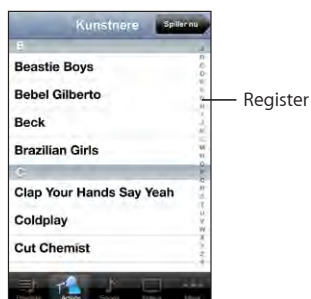 Kunstnere
Spiller nu
B
Beastie Boys
Bebel Gilberto
Register
Beck
Brazilian Girls
C
Clap Your Hands Say Yeah
Coldplay
Cut Chemist